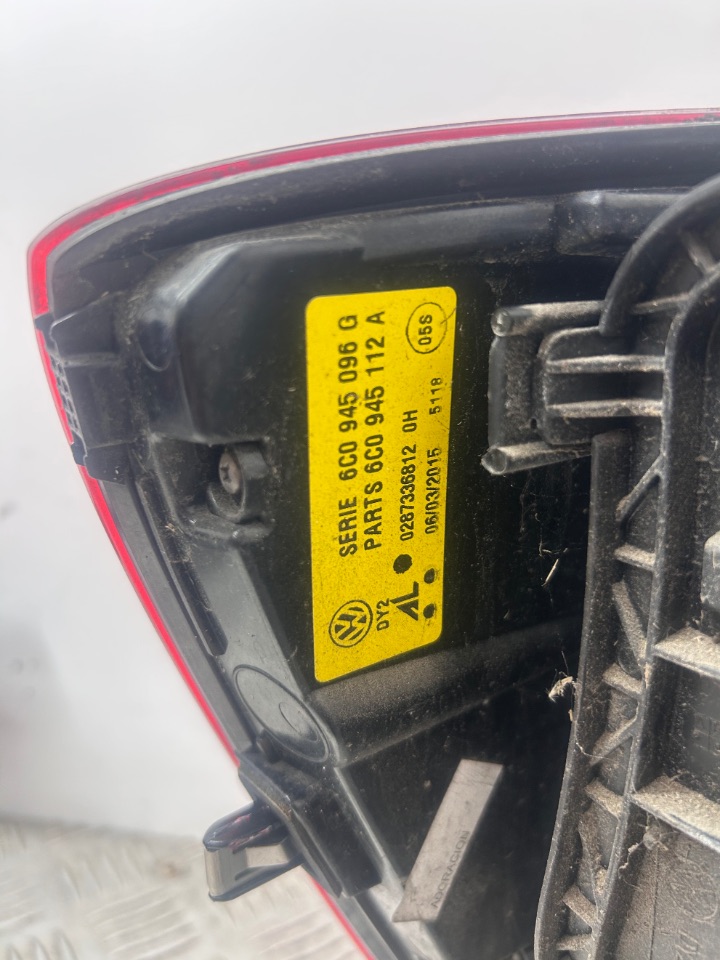 SERIE 6C0 945 096 G
PARTS 6C0 945 112 A
0287336812 0H
06/03/2015 5118
05S
DY2
AL